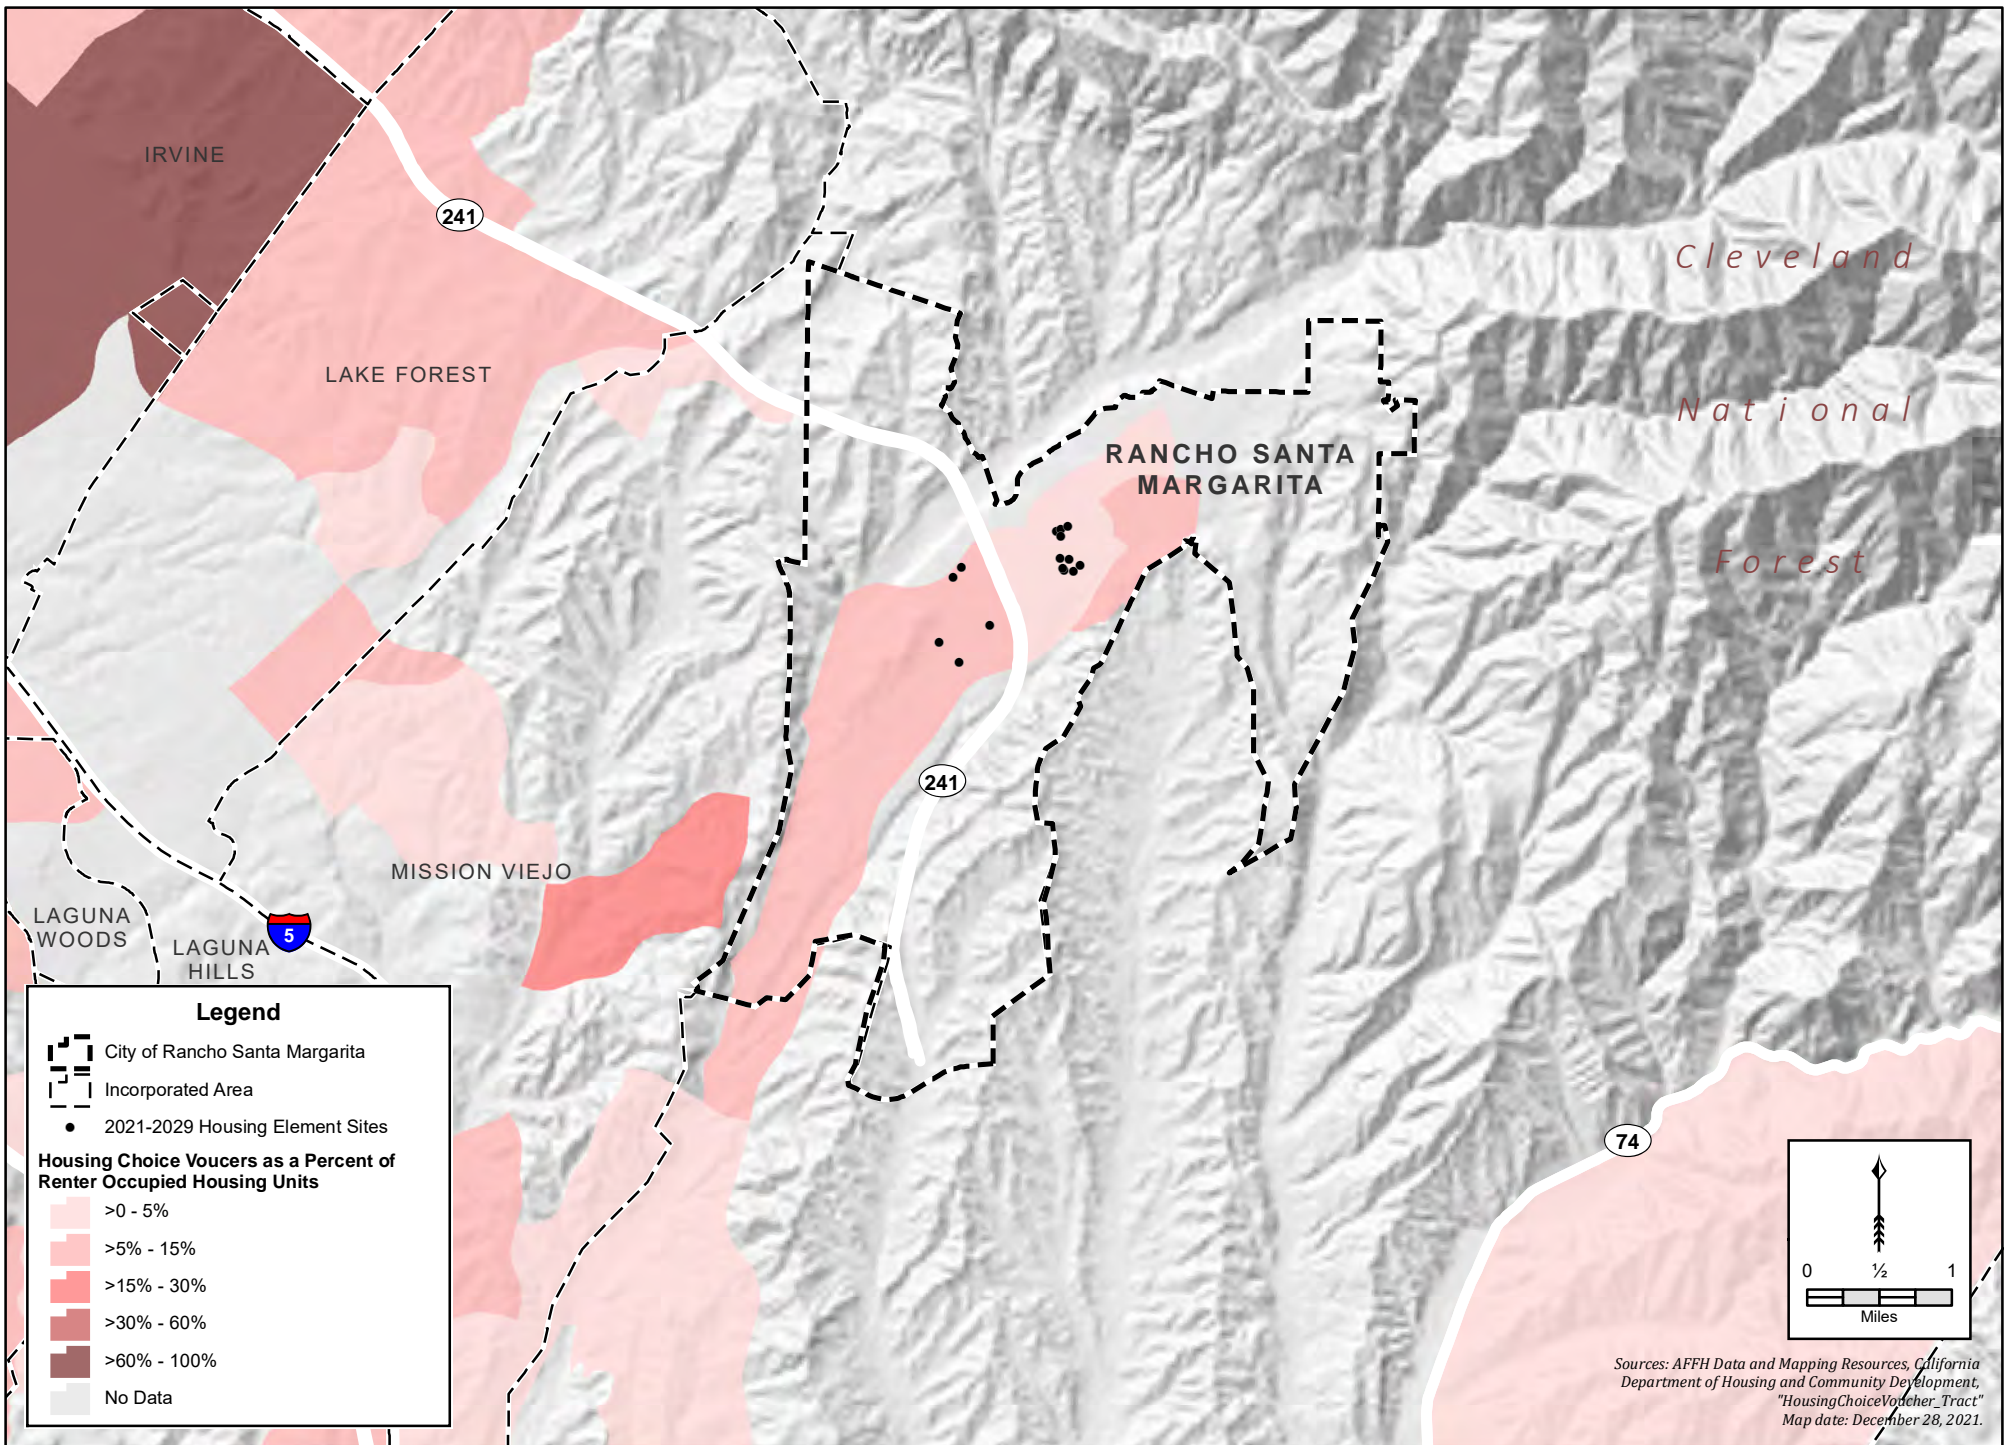 IRVINE
241
Cleveland
LAKE FOREST
National
RANCHO SANTA
MARGARITA
Forest
241
MISSION VIEJO
LAGUNA
WOODS
LAGUNA
HILLS
5
74
Legend
City of Rancho Santa Margarita
Incorporated Area
2021-2029 Housing Element Sites
Housing Choice Voucers as a Percent of
Renter Occupied Housing Units
>0 - 5%
>5% - 15%
>15% - 30%
>30% - 60%
>60% - 100%
No Data
0 ½ 1
Miles
Sources: AFFH Data and Mapping Resources, California
Department of Housing and Community Development,
"HousingChoiceVoucher_Tract"
Map date: December 28, 2021.